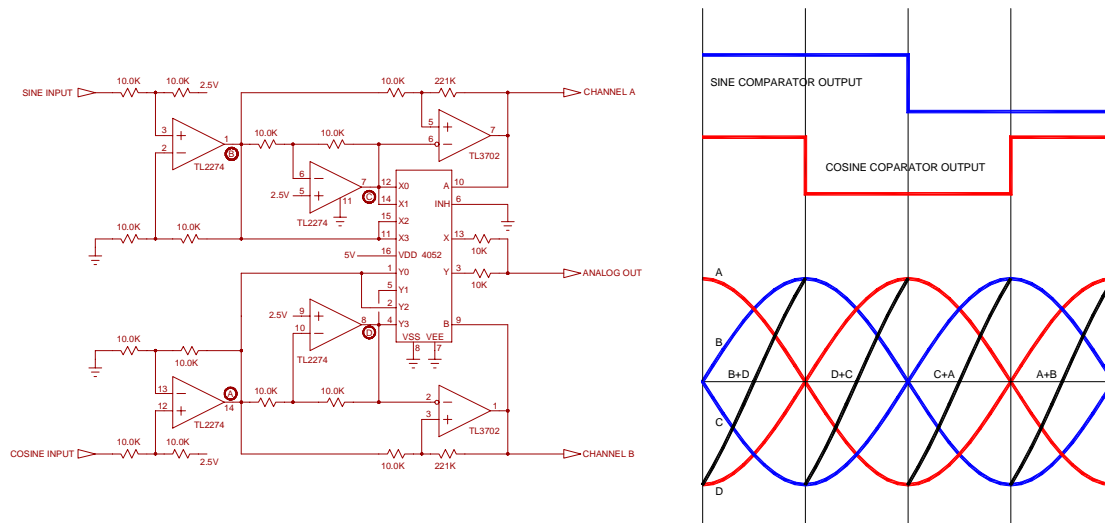 10.0K 10.0K
2.5V
SINE INPUT
3
2
1
B
TL2274
10.0K 10.0K
6
5
7
2.5V
11
C
TL2274
10.0K 221K
CHANNEL A
5
6
7
TL3702
10.0K 10.0K
12 X0 A 10
14 X1 INH 6
15 X2
11 X3 X 13
5V 16 VDD 4052
1 Y0 Y 3
5 Y1
2 Y2
4 Y3 B 9
VSS VEE
8 7
10K
10K
ANALOG OUT
2.5V
9
10
8
D
TL2274
10.0K
10.0K
13
12
14
A
TL2274
10.0K 10.0K
2
3
1
TL3702
COSINE INPUT
10.0K 10.0K
2.5V
10.0K 221K
CHANNEL B
SINE COMPARATOR OUTPUT
COSINE COPARATOR OUTPUT
A
B
B+D D+C C+A A+B
C
D